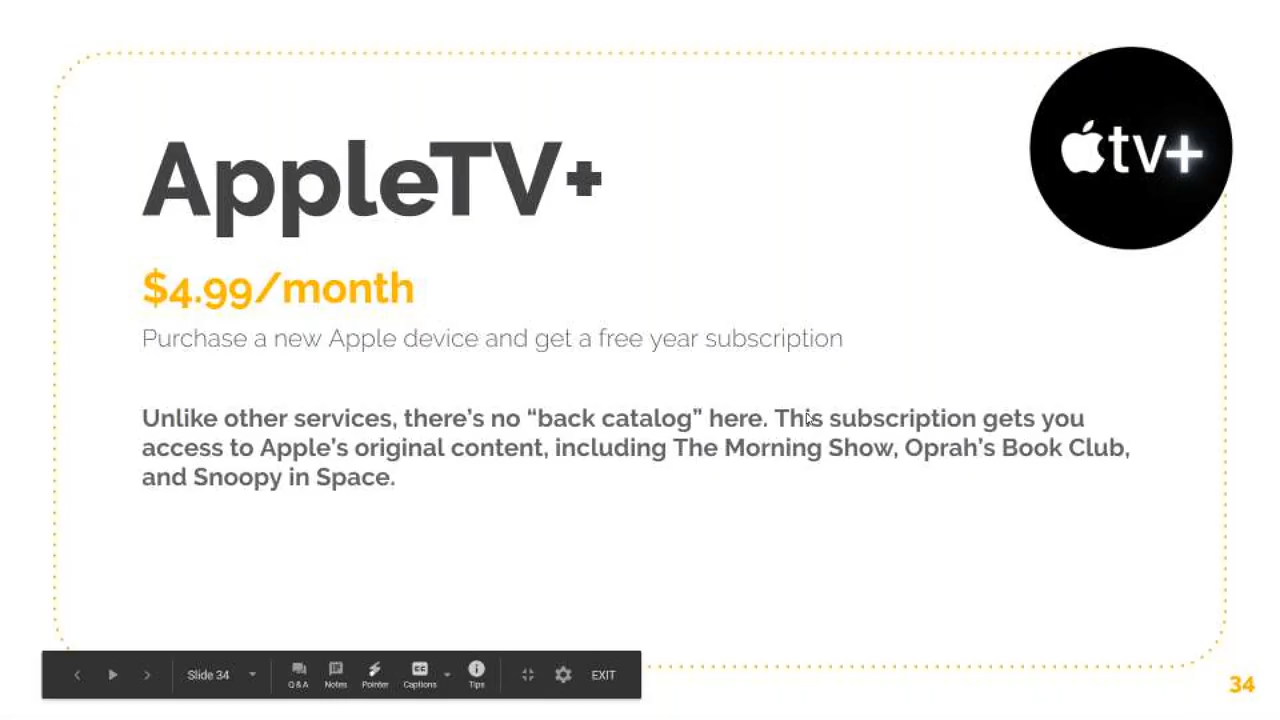 tv+
AppleTV+
$4.99/month
Purchase a new Apple device and get a free year subscription
Unlike other services, there's no “back catalog” here. This subscription gets you
access to Apple's original content, including The Morning Show, Oprah's Book Club,
and Snoopy in Space.
Slide 34
Q&A
Notes
Pointer
CC
Captions
Tips
EXIT
34